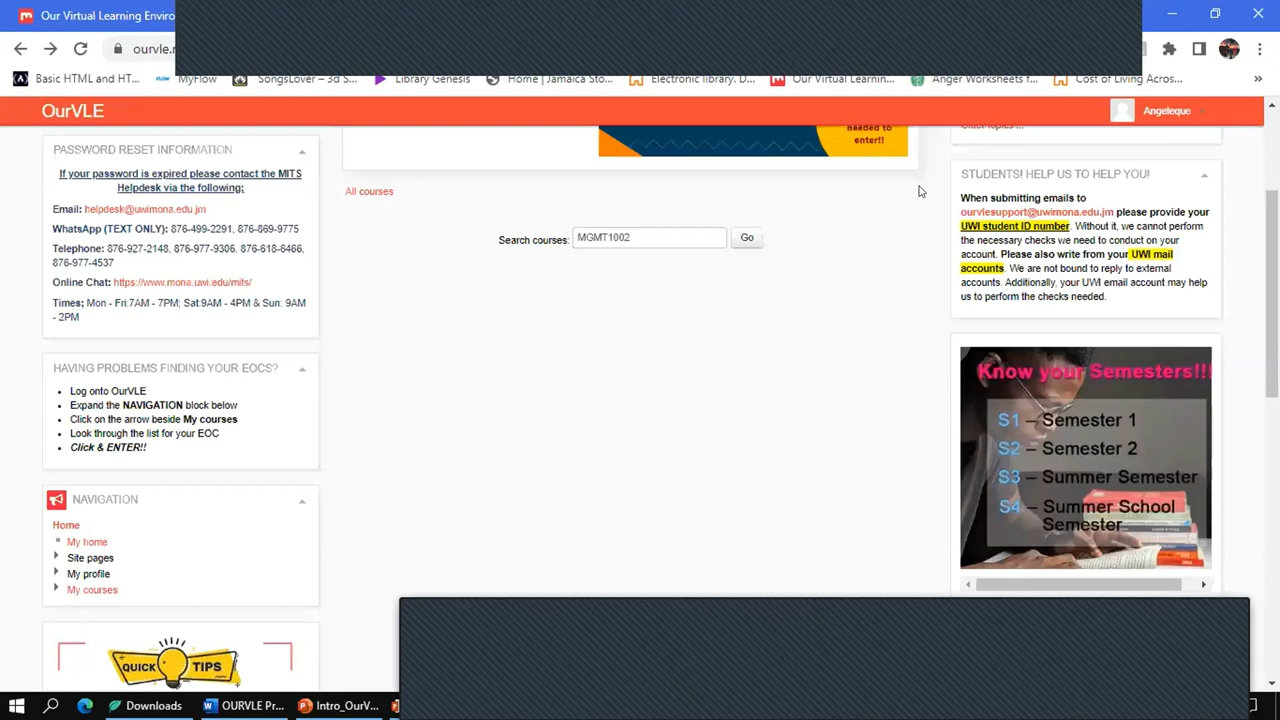 Our Virtual Learning Enviro
ourvle.
Basic HTML and HT...
MyFlow
SongsLover – 3d S...
Library Genesis
Home | Jamaica Sto...
Electronic library. D...
Our Virtual Learnin...
Anger Worksheets f...
Cost of Living Acros...
»
OurVLE
Angeleque
PASSWORD RESET INFORMATION
If your password is expired please contact the MITS
Helpdesk via the following:
Email: helpdesk@uwimona.edu.jm
WhatsApp (TEXT ONLY): 876-499-2291, 876-869-9775
Telephone: 876-927-2148, 876-977-9306, 876-618-6466,
876-977-4537
Online Chat: https://www.mona.uwi.edu/mits/
Times; Mon - Fri:7AM - 7PM; Sat:9AM - 4PM & Sun: 9AM
- 2PM
HAVING PROBLEMS FINDING YOUR EOCS?
• Log onto OurVLE
• Expand the NAVIGATION block below
• Click on the arrow beside My courses
• Look through the list for your EOC
• Click & ENTER!!
NAVIGATION
Home
My home
Site pages
My profile
My courses
QUICK TIPS
needed to
enter!!
All courses
Search courses: MGMT1002 Go
Other Topics ...
STUDENTS! HELP US TO HELP YOU!
When submitting emails to
ourvlesupport@uwimona.edu.jm please provide your
UWI student ID number. Without it, we cannot perform
the necessary checks we need to conduct on your
account. Please also write from your UWI mail
accounts. We are not bound to reply to external
accounts. Additionally, your UWI email account may help
us to perform the checks needed.
Know your Semesters!!!
S1 – Semester 1
S2 – Semester 2
S3 – Summer Semester
S4 – Summer School
Semester
Downloads
OURVLE Pr...
Intro_OurV...